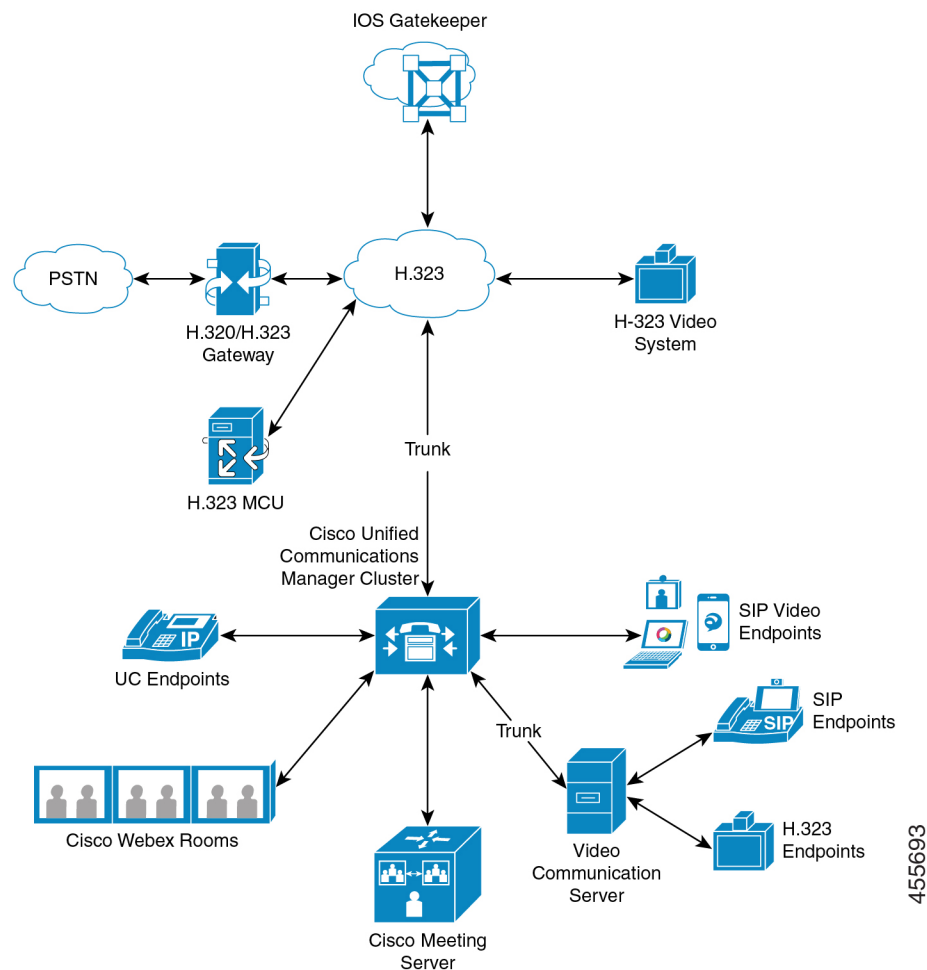 IOS Gatekeeper
PSTN
H.323
H.320/H.323
Gateway
H-323 Video
System
H.323 MCU
Trunk
Cisco Unified
Communications
Manager Cluster
IP
UC Endpoints
SIP Video
Endpoints
Trunk
SIP
SIP
Endpoints
Cisco Webex Rooms
Video
Communication
Server
H.323
Endpoints
Cisco Meeting
Server
455693